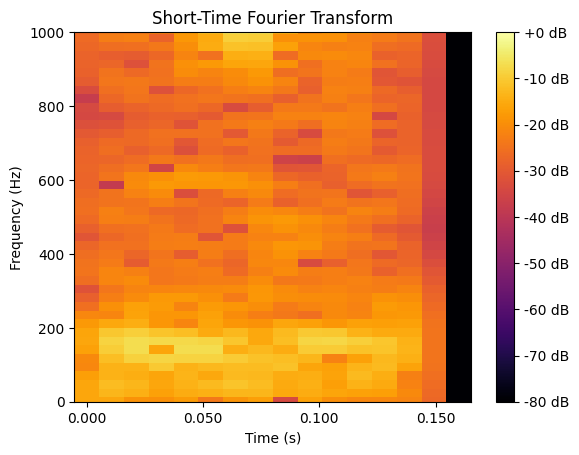 Short-Time Fourier Transform
1000
800
600
400
200
0
Frequency (Hz)
0.000
0.050
0.100
0.150
Time (s)
+0 dB
-10 dB
-20 dB
-30 dB
-40 dB
-50 dB
-60 dB
-70 dB
-80 dB